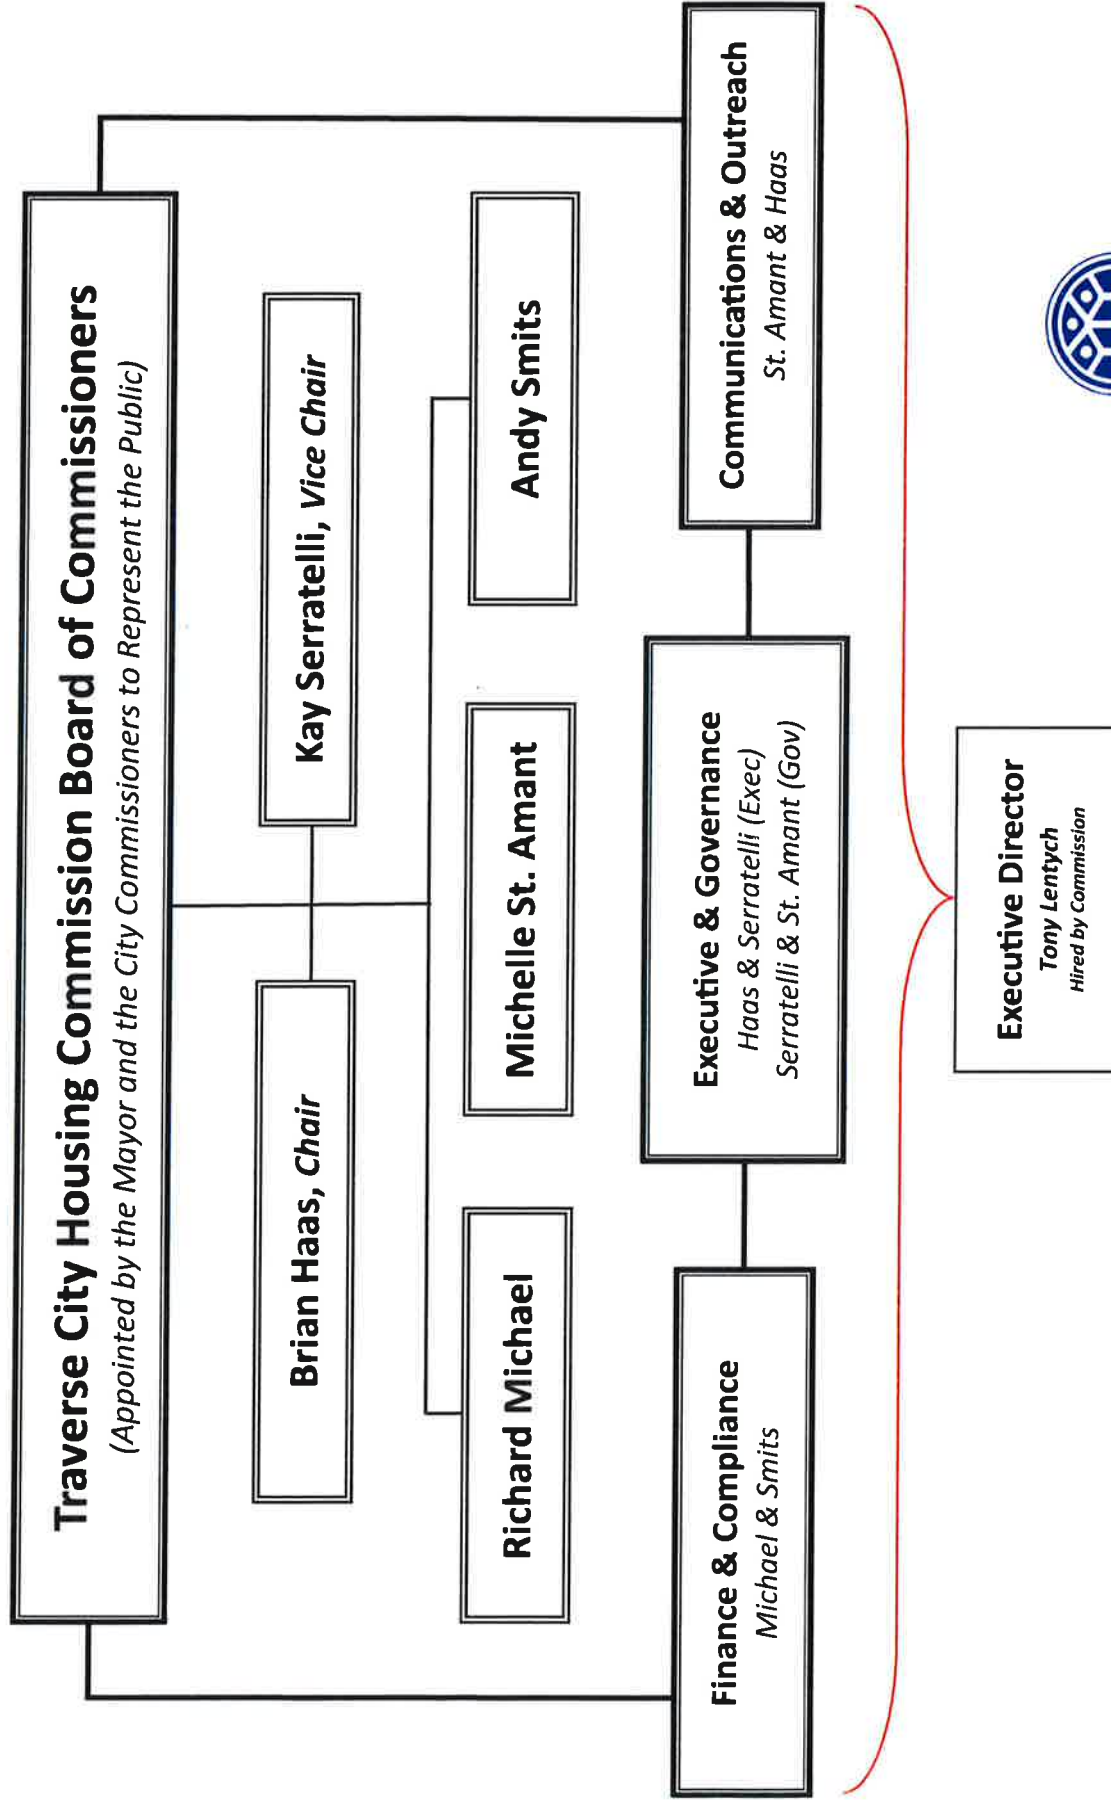 Traverse City Housing Commission Board of Commissioners
(Appointed by the Mayor and the City Commissioners to Represent the Public)
Brian Haas, Chair
Kay Serratelli, Vice Chair
Richard Michael
Michelle St. Amant
Andy Smits
Finance & Compliance
Michael & Smits
Executive & Governance
Haas & Serratelli (Exec)
Serratelli & St. Amant (Gov)
Communications & Outreach
St. Amant & Haas
Executive Director
Tony Lentych
Hired by Commission